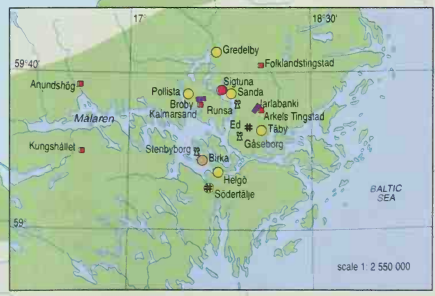 17
18°30'
59°40'
Gredelby
Folklandstingstad
Anundshög
Pollista
Sigtuna
Sanda
Broby
Kalmarsand
Runsa
Jarlabanki
Arkels Tingstad
Mälaren
Ed
Täby
Kungshållet
Stenbyborg
Gåseborg
Birka
Helgö
Södertälje
BALTIC
SEA
59
scale 1: 2 550 000